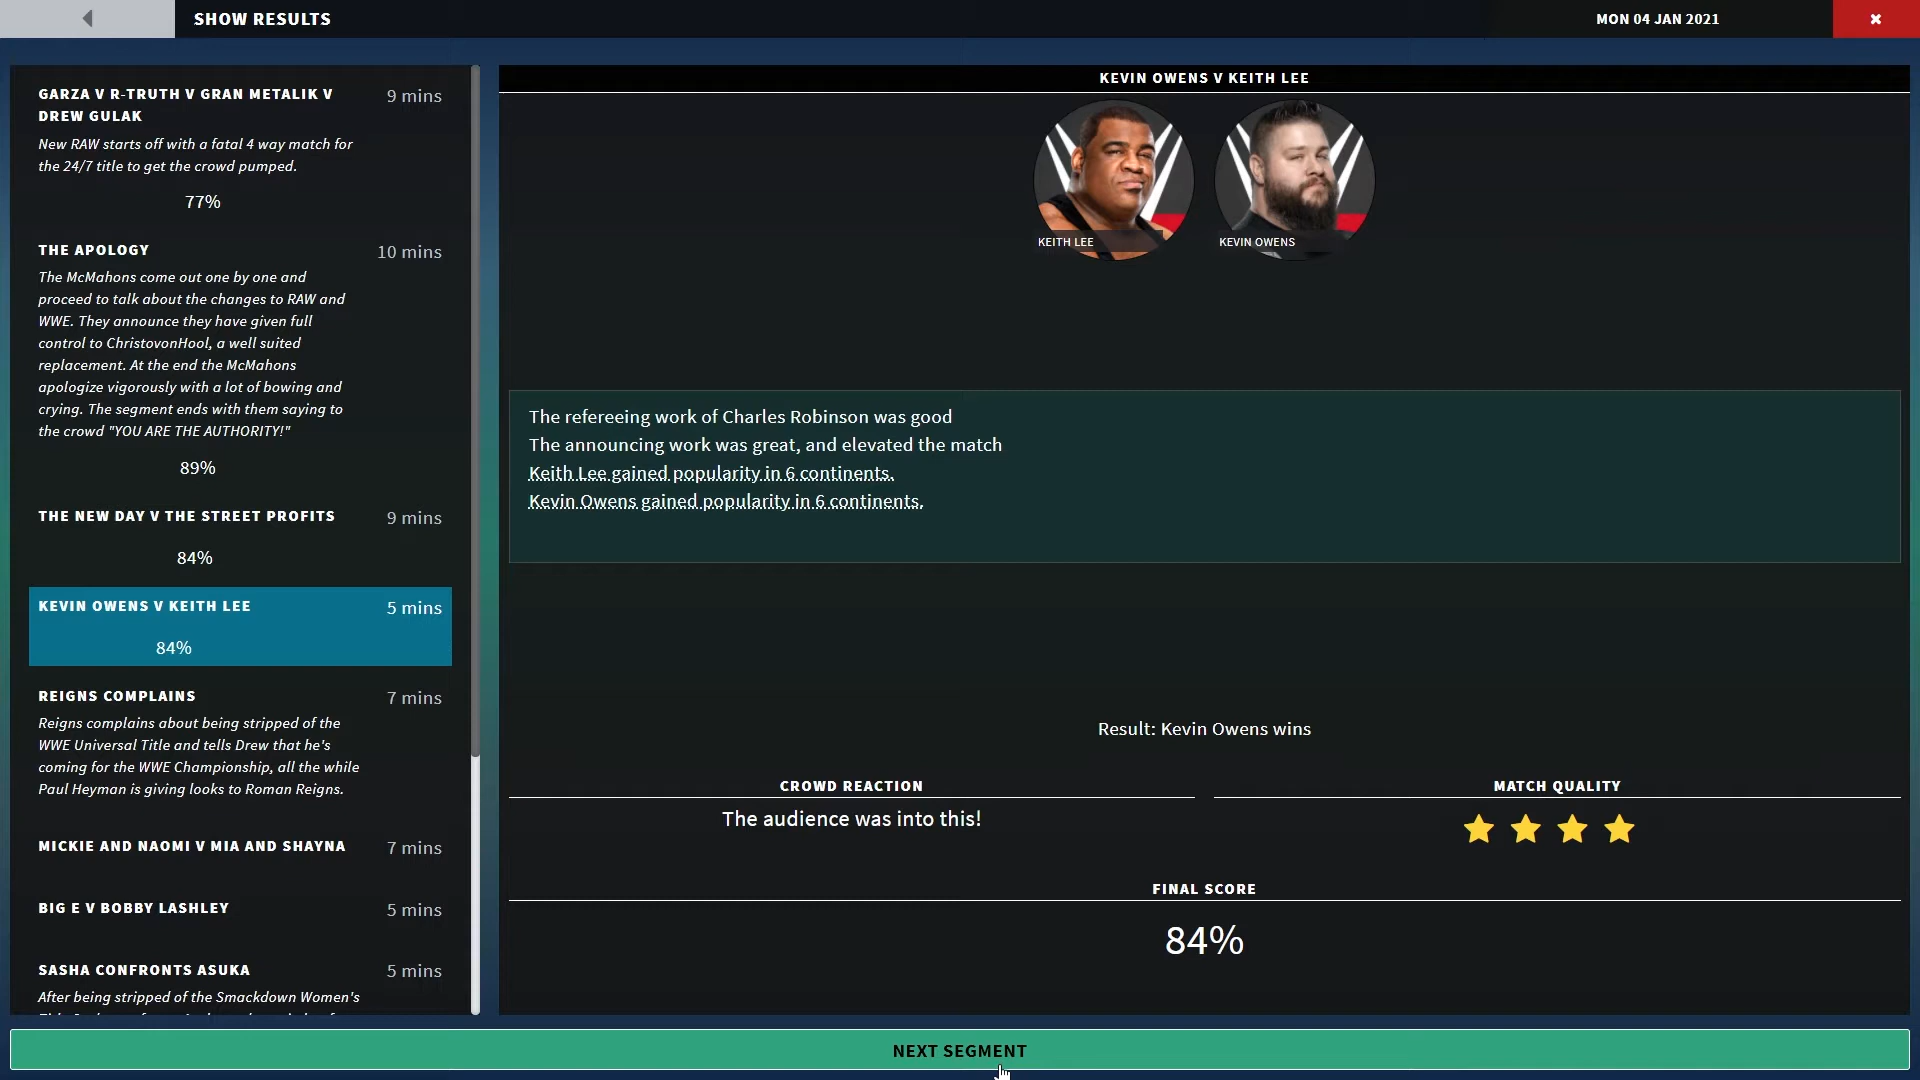 SHOW RESULTS
MON 04 JAN 2021
GARZA V R-TRUTH V GRAN METALIK V
DREW GULAK
9 mins
New RAW starts off with a fatal 4 way match for
the 24/7 title to get the crowd pumped.
77%
THE APOLOGY
10 mins
The McMahons come out one by one and
proceed to talk about the changes to RAW and
WWE. They announce they have given full
control to ChristovonHool, a well suited
replacement. At the end the McMahons
apologize vigorously with a lot of bowing and
crying. The segment ends with them saying to
the crowd "YOU ARE THE AUTHORITY!"
89%
THE NEW DAY V THE STREET PROFITS
9 mins
84%
KEVIN OWENS V KEITH LEE
5 mins
84%
REIGNS COMPLAINS
7 mins
Reigns complains about being stripped of the
WWE Universal Title and tells Drew that he's
coming for the WWE Championship, all the while
Paul Heyman is giving looks to Roman Reigns.
MICKIE AND NAOMI V MIA AND SHAYNA
7 mins
BIG E V BOBBY LASHLEY
5 mins
SASHA CONFRONTS ASUKA
5 mins
After being stripped of the Smackdown Women's
KEVIN OWENS V KEITH LEE
KEITH LEE
KEVIN OWENS
The refereeing work of Charles Robinson was good
The announcing work was great, and elevated the match
Keith Lee gained popularity in 6 continents.
Kevin Owens gained popularity in 6 continents.
Result: Kevin Owens wins
CROWD REACTION
The audience was into this!
MATCH QUALITY
FINAL SCORE
84%
NEXT SEGMENT